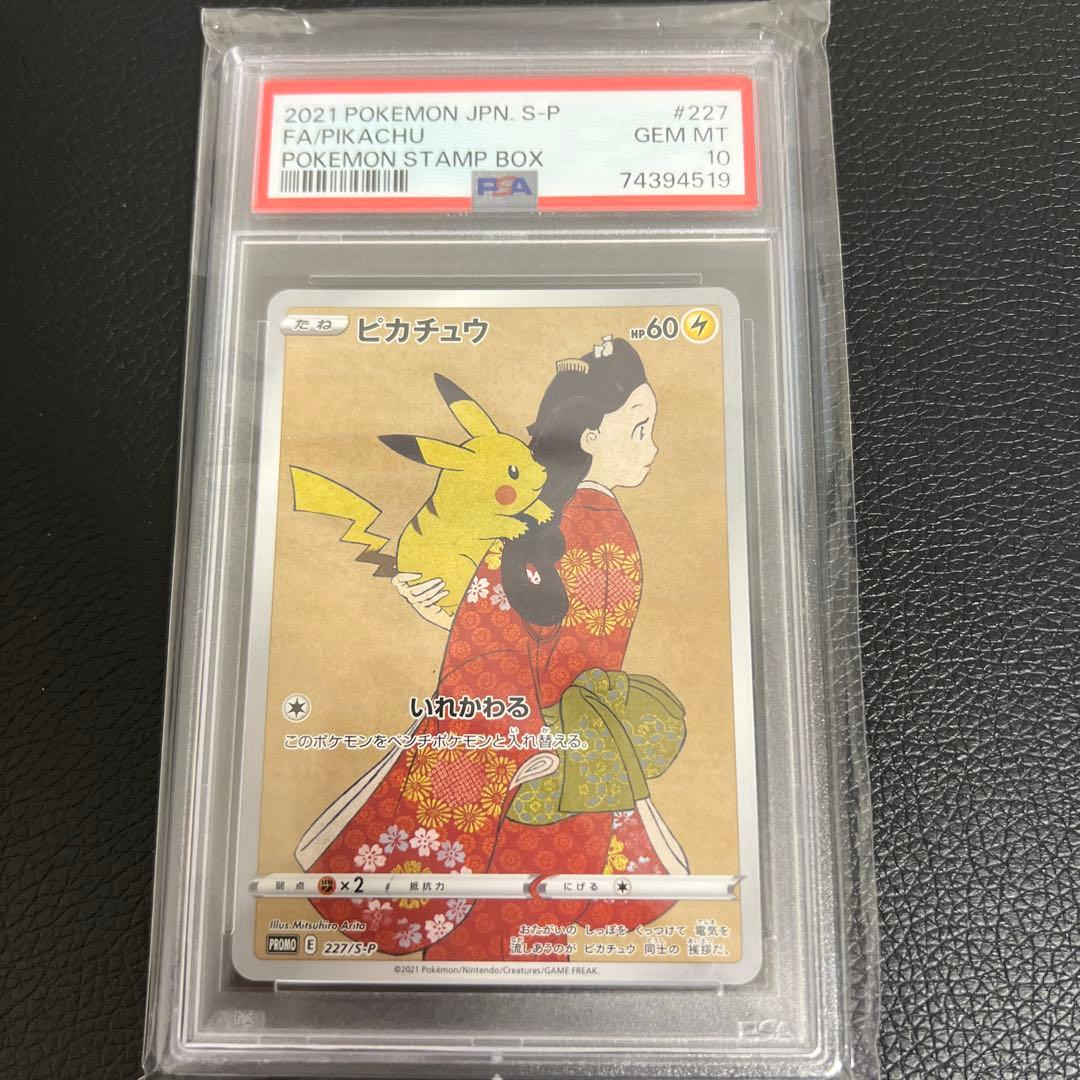 2021 POKEMON JPN. S-P #227
FA/PIKACHU GEM MT
POKEMON STAMP BOX 10
PSA 74394519
たね ピカチュウ HP60
いれかわる
このポケモンをベンチポケモンと入れ替える。
弱点 ×2 抵抗力 にげる
Illus.Mitsuhiro Arita
PROMO E 227/S-P
おたがいの しっぽを くっつけて 電気を
流しあうのが ピカチュウ 同士の 挨拶だ。
©2021 Pokémon/Nintendo/Creatures/GAME FREAK.
PSA